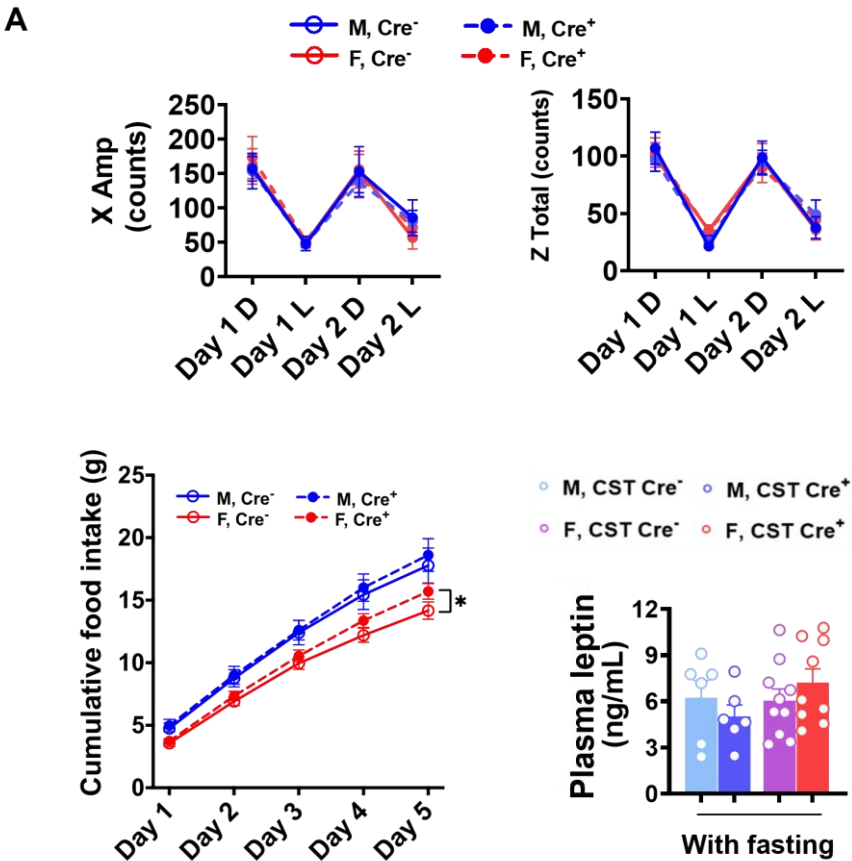 A
M, Cre⁻
M, Cre⁺
F, Cre⁻
F, Cre⁺
X Amp
(counts)
250
200
150
100
50
0
Day 1 D
Day 1 L
Day 2 D
Day 2 L
Z Total (counts)
150
100
50
0
Day 1 D
Day 1 L
Day 2 D
Day 2 L
Cumulative food intake (g)
25
20
15
10
5
0
M, Cre⁻
M, Cre⁺
F, Cre⁻
F, Cre⁺
*
Day 1
Day 2
Day 3
Day 4
Day 5
M, CST Cre⁻
M, CST Cre⁺
F, CST Cre⁻
F, CST Cre⁺
Plasma leptin
(ng/mL)
12
9
6
3
0
With fasting